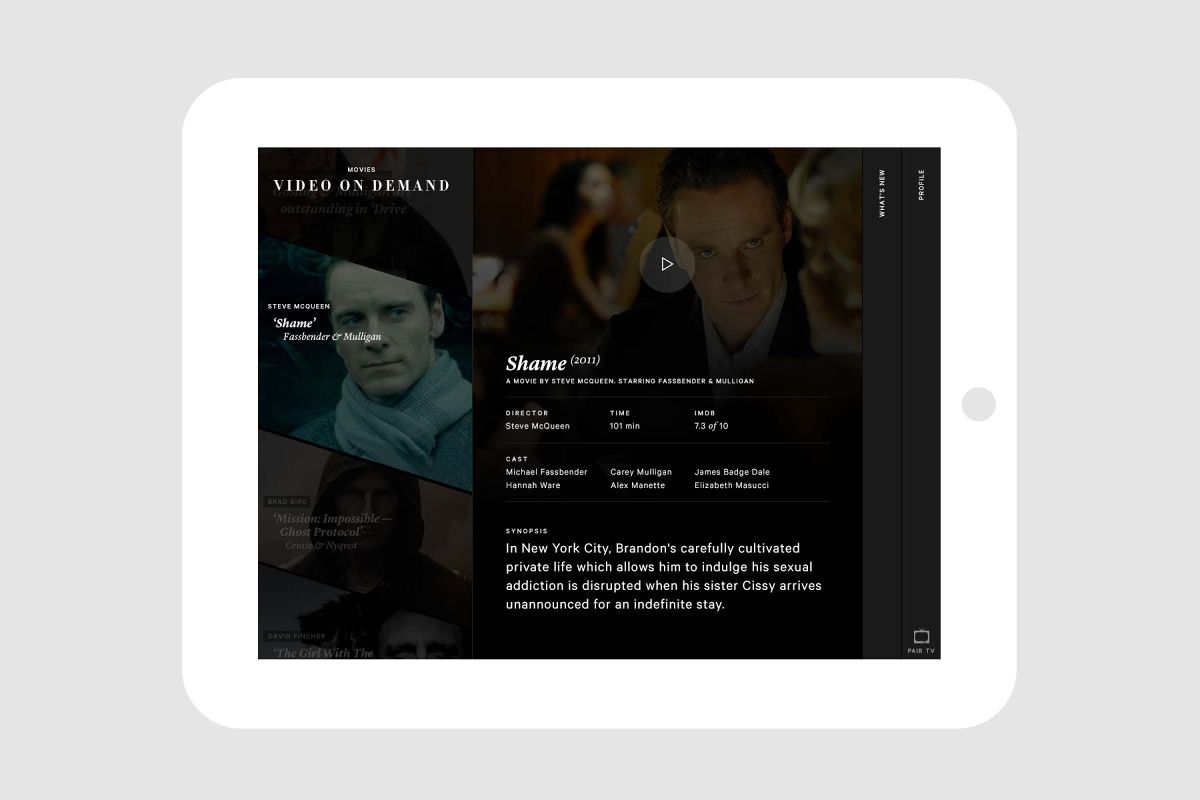 MOVIES
VIDEO ON DEMAND
outstanding in ‘Drive’
STEVE MCQUEEN
‘Shame’
Fassbender & Mulligan
BRAD BIRD
‘Mission: Impossible —
Ghost Protocol’
Cruise & Nyqvist
DAVID FINCHER
‘The Girl With The
Shame (2011)
A MOVIE BY STEVE MCQUEEN. STARRING FASSBENDER & MULLIGAN
DIRECTOR TIME IMDB
Steve McQueen 101 min 7.3 of 10
CAST
Michael Fassbender Carey Mulligan James Badge Dale
Hannah Ware Alex Manette Elizabeth Masucci
SYNOPSIS
In New York City, Brandon's carefully cultivated
private life which allows him to indulge his sexual
addiction is disrupted when his sister Cissy arrives
unannounced for an indefinite stay.
WHAT'S NEW
PROFILE
PAIR TV